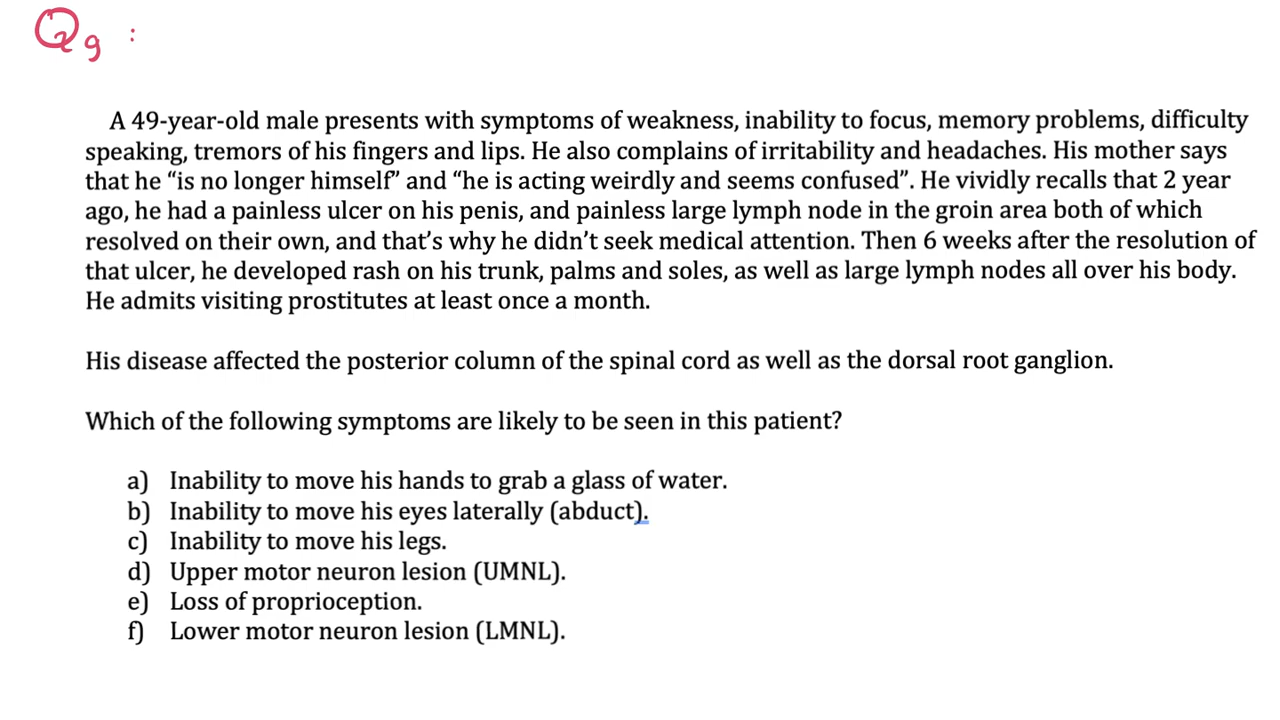 Q9 :
A 49-year-old male presents with symptoms of weakness, inability to focus, memory problems, difficulty
speaking, tremors of his fingers and lips. He also complains of irritability and headaches. His mother says
that he “is no longer himself” and “he is acting weirdly and seems confused”. He vividly recalls that 2 year
ago, he had a painless ulcer on his penis, and painless large lymph node in the groin area both of which
resolved on their own, and that’s why he didn’t seek medical attention. Then 6 weeks after the resolution of
that ulcer, he developed rash on his trunk, palms and soles, as well as large lymph nodes all over his body.
He admits visiting prostitutes at least once a month.
His disease affected the posterior column of the spinal cord as well as the dorsal root ganglion.
Which of the following symptoms are likely to be seen in this patient?
a) Inability to move his hands to grab a glass of water.
b) Inability to move his eyes laterally (abduct).
c) Inability to move his legs.
d) Upper motor neuron lesion (UMNL).
e) Loss of proprioception.
f) Lower motor neuron lesion (LMNL).